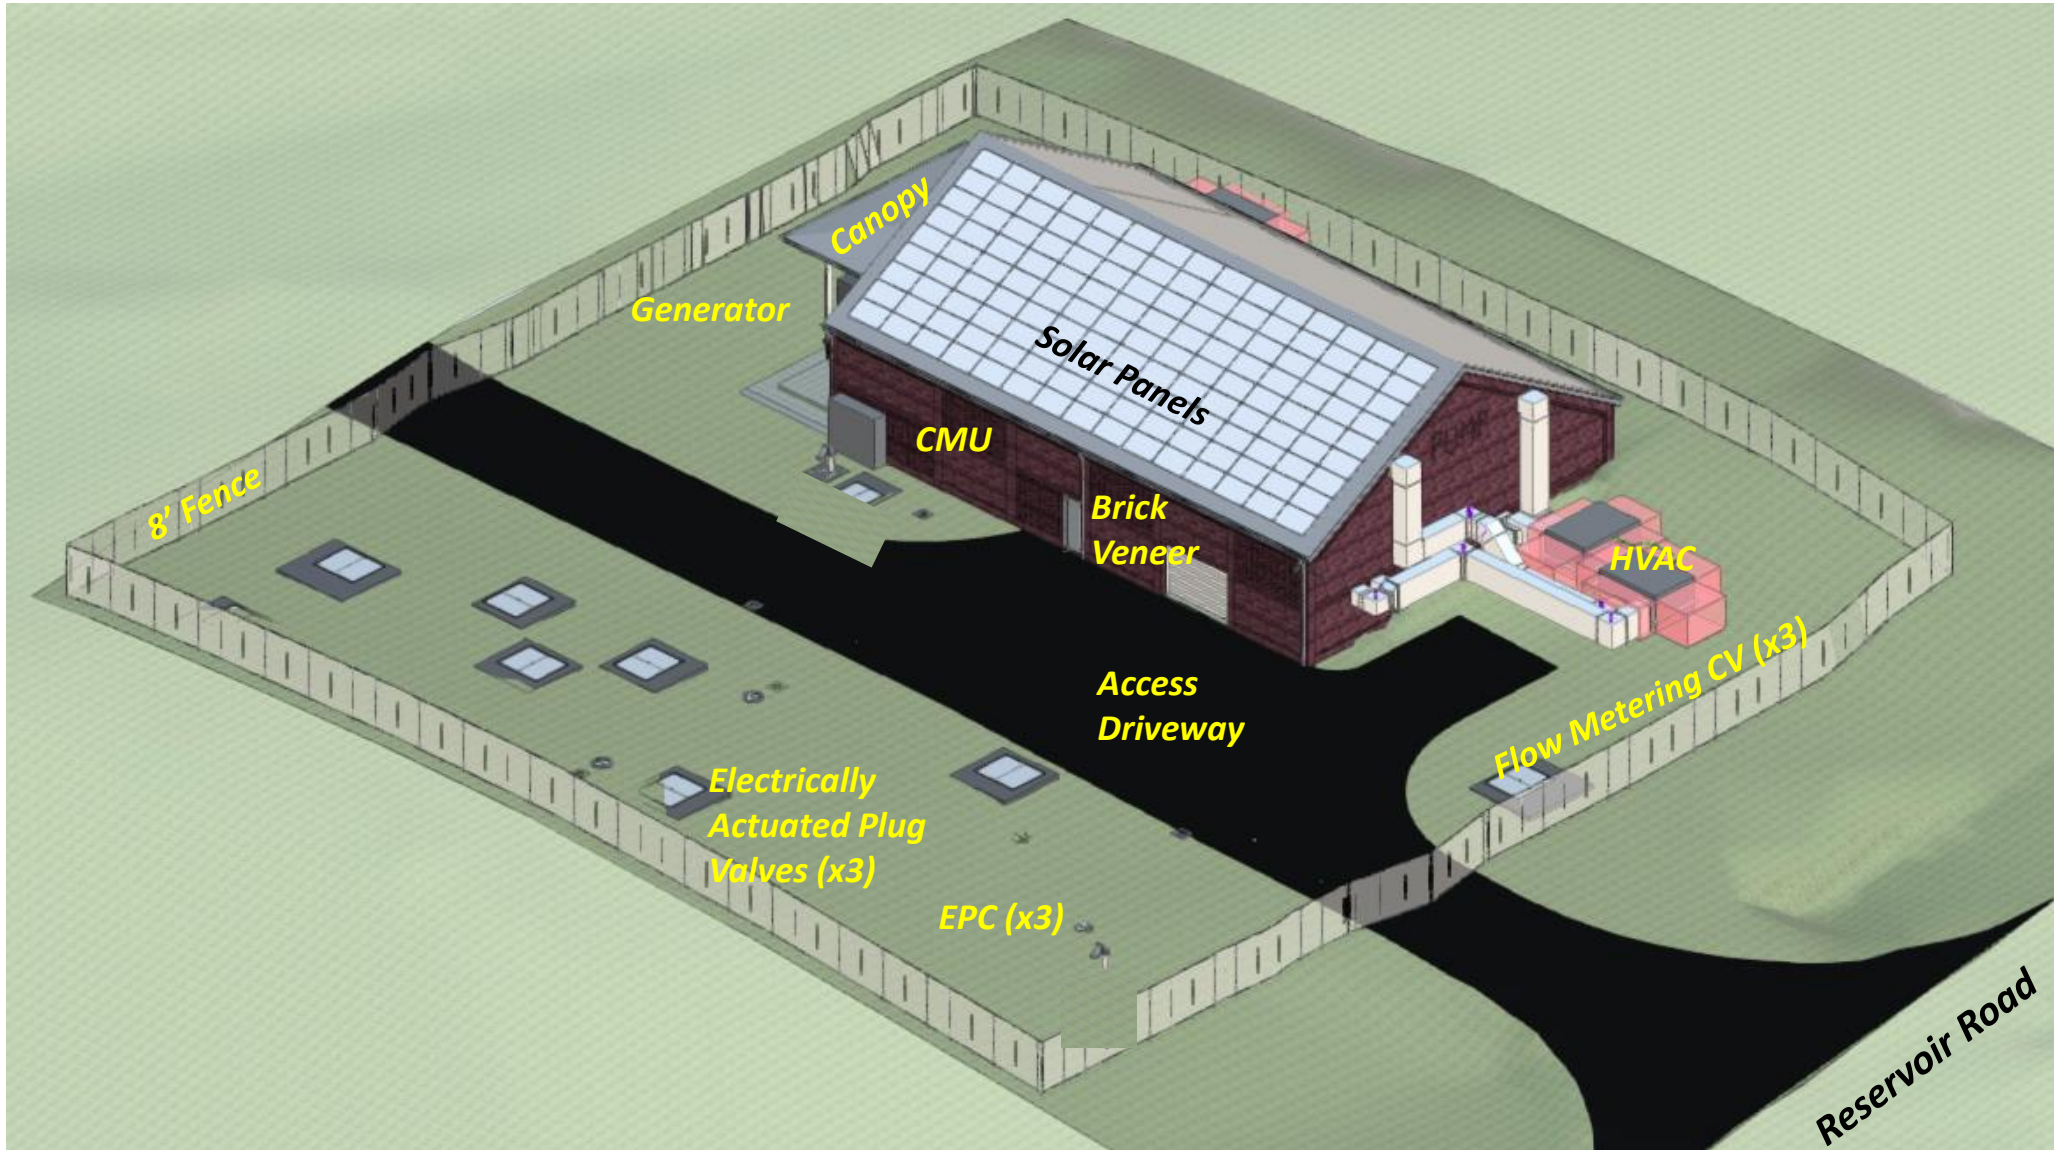 Canopy
Generator
Solar Panels
CMU
PUMP
8’ Fence
Brick
Veneer
HVAC
Access
Driveway
Flow Metering CV (x3)
Electrically
Actuated Plug
Valves (x3)
EPC (x3)
Reservoir Road